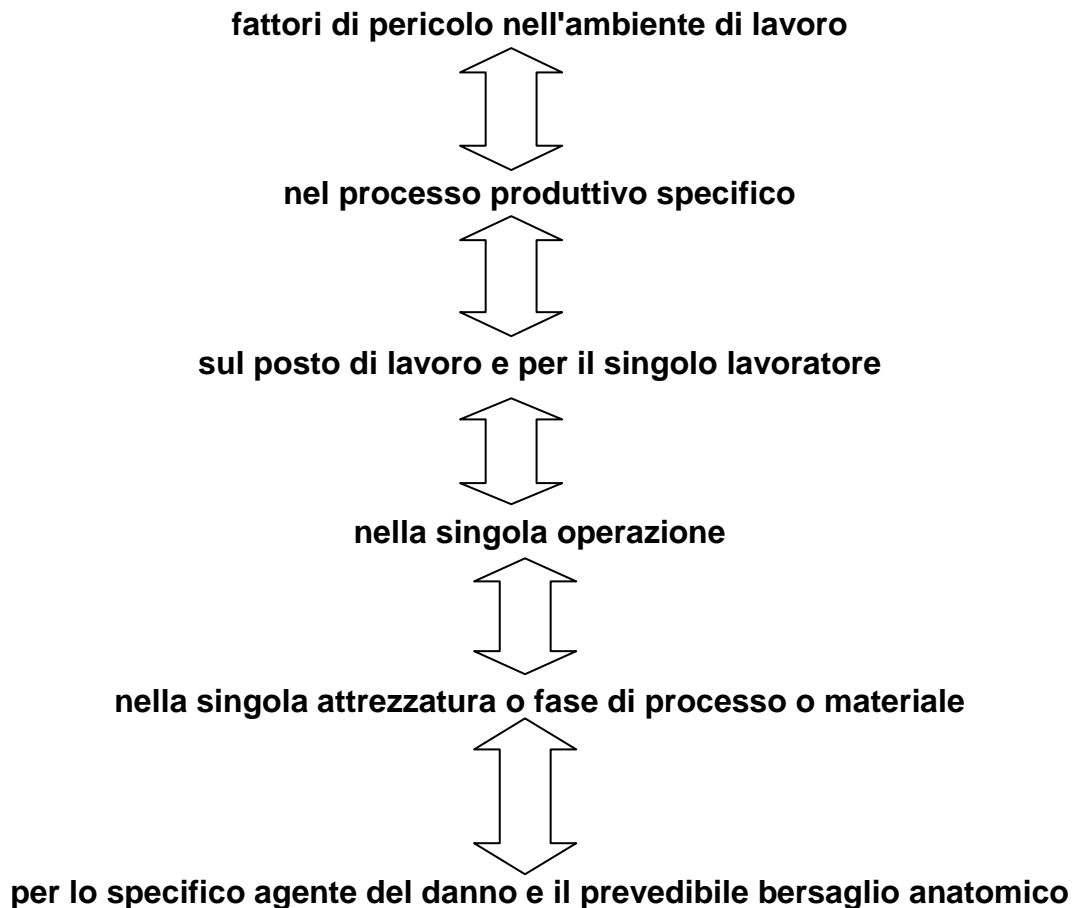 fattori di pericolo nell'ambiente di lavoro
nel processo produttivo specifico
sul posto di lavoro e per il singolo lavoratore
nella singola operazione
nella singola attrezzatura o fase di processo o materiale
per lo specifico agente del danno e il prevedibile bersaglio anatomico